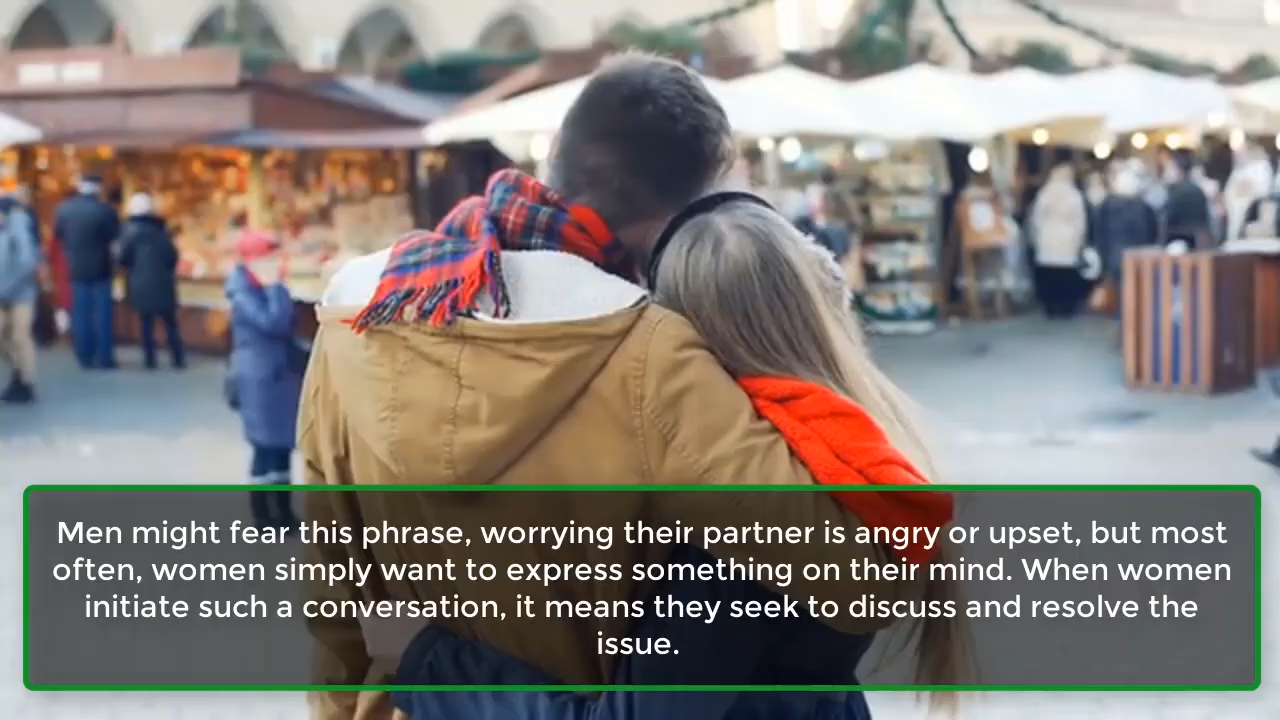 Men might fear this phrase, worrying their partner is angry or upset, but most
often, women simply want to express something on their mind. When women
initiate such a conversation, it means they seek to discuss and resolve the
issue.